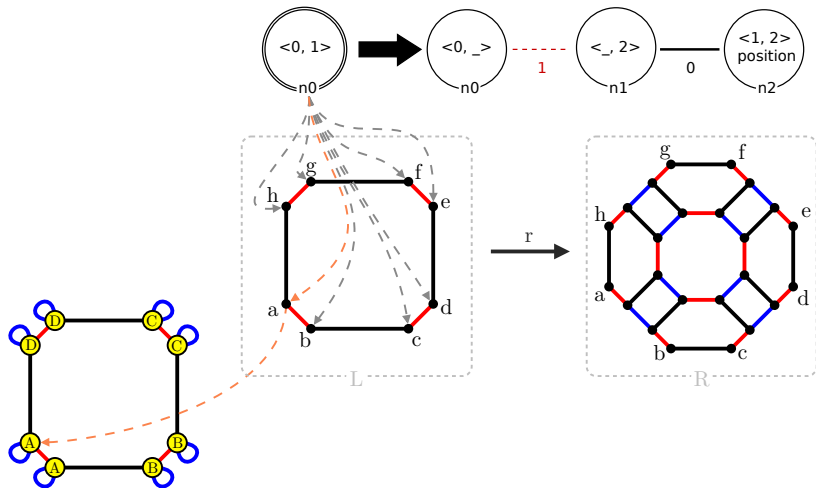 <0, 1>
n0
<0, _>
n0
1
<_, 2>
n1
0
<1, 2>
position
n2
g
f
h
e
a
d
b
c
L
r
g
f
h
e
a
d
b
c
R
D
C
D
C
A
B
A
B